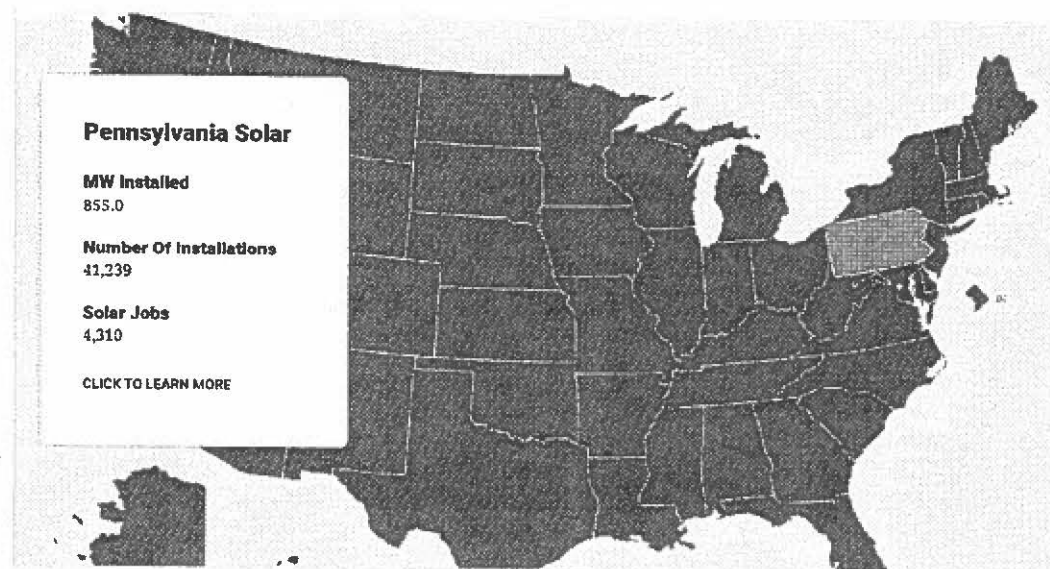 Pennsylvania Solar
MW Installed
855.0
Number Of Installations
41,239
Solar Jobs
4,310
CLICK TO LEARN MORE